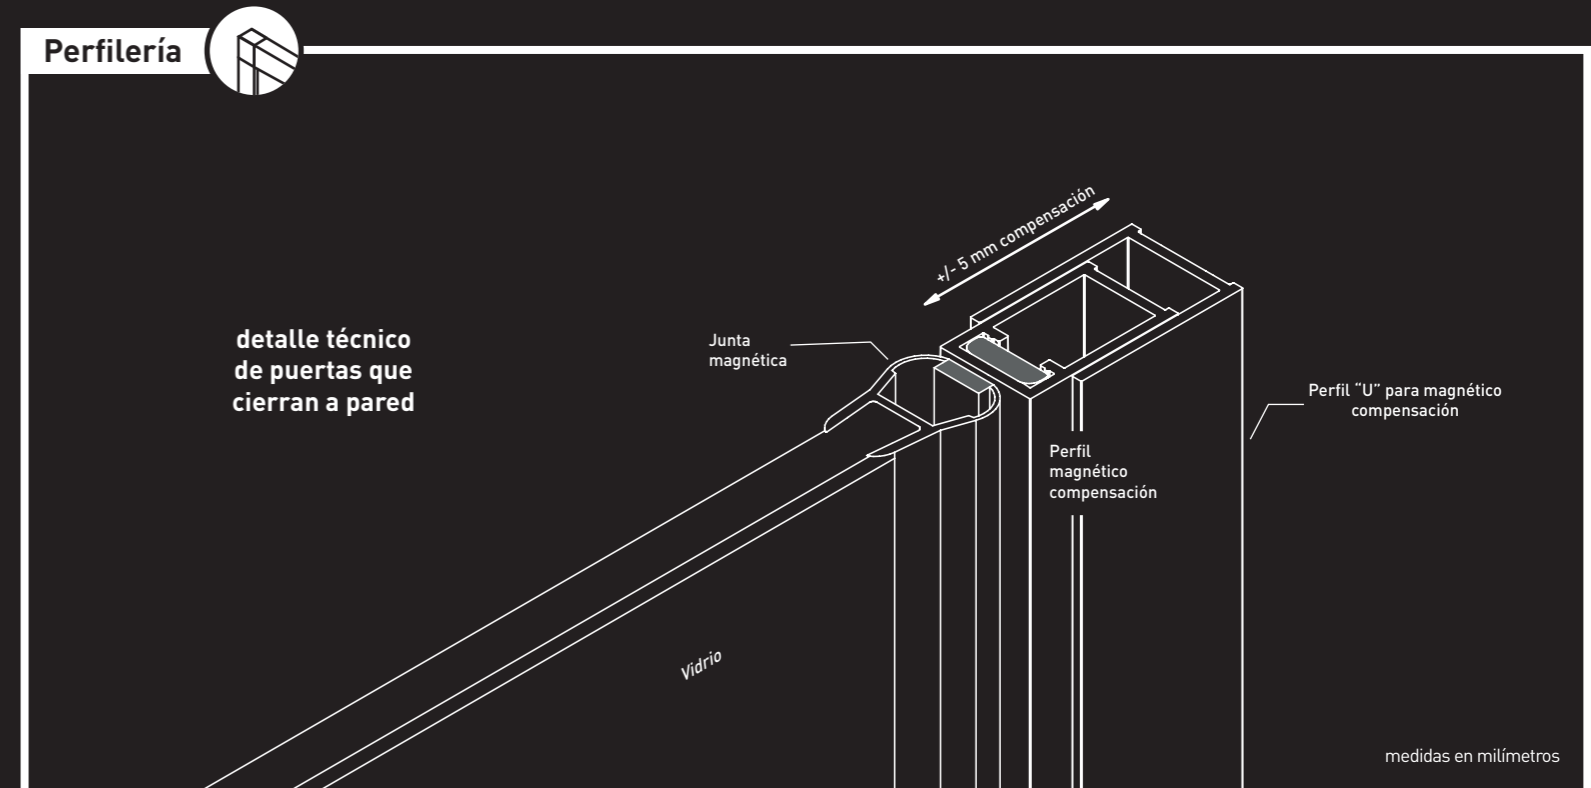 Perfilería
+/- 5 mm compensación
detalle técnico
de puertas que
cierran a pared
Junta
magnética
Perfil “U” para magnético
compensación
Perfil
magnético
compensación
Vidrio
medidas en milímetros